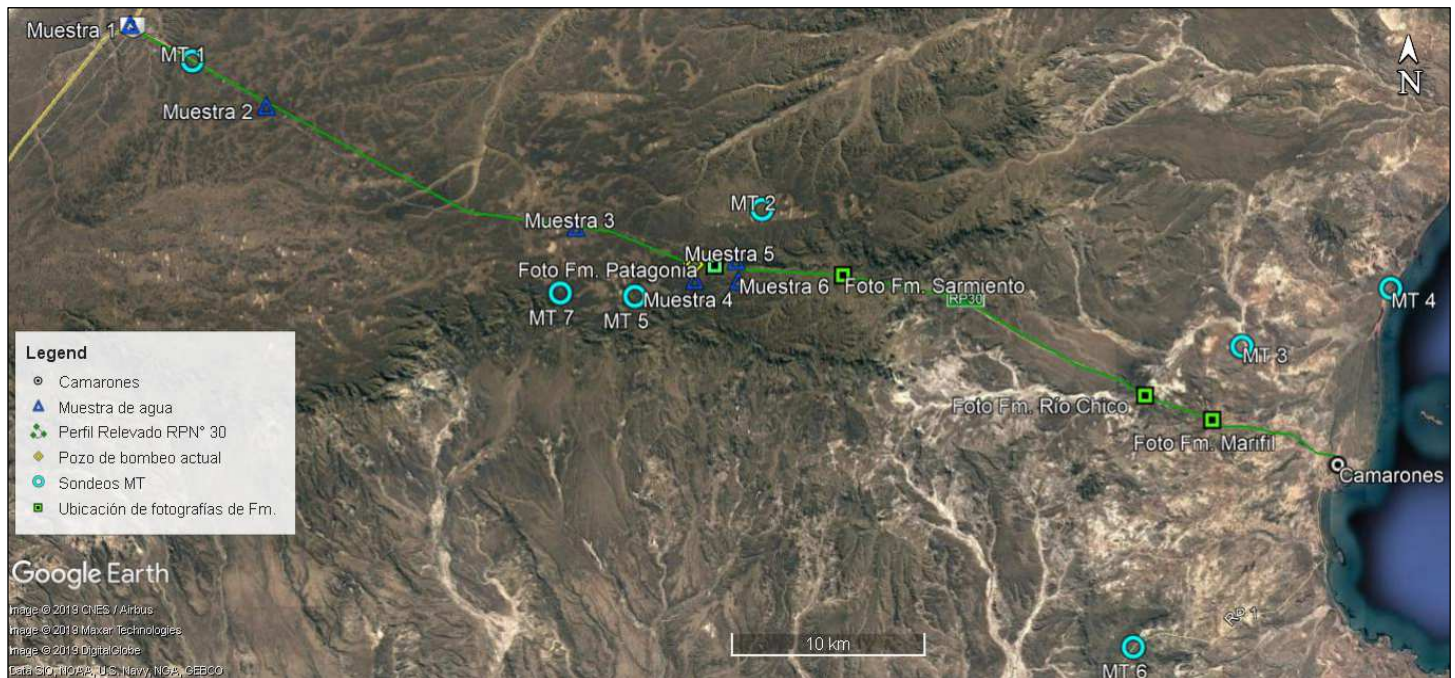 Muestra 1
MT 1
Muestra 2
N
MT 2
Muestra 3
Muestra 5
Foto Fm. Patagonia
Muestra 4
Muestra 6
Foto Fm. Sarmiento
RP30
MT 7
MT 5
MT 4
MT 3
Foto Fm. Río Chico
Foto Fm. Marifil
Camarones
Legend
Camarones
Muestra de agua
Perfil Relevado RPN° 30
Pozo de bombeo actual
Sondeos MT
Ubicación de fotografías de Fm.
Google Earth
Image © 2019 CNES / Airbus
Image © 2019 Maxar Technologies
Image © 2019 DigitalGlobe
Data SIO, NOAA, U.S. Navy, NGA, GEBCO
10 km
RP 1
MT 6